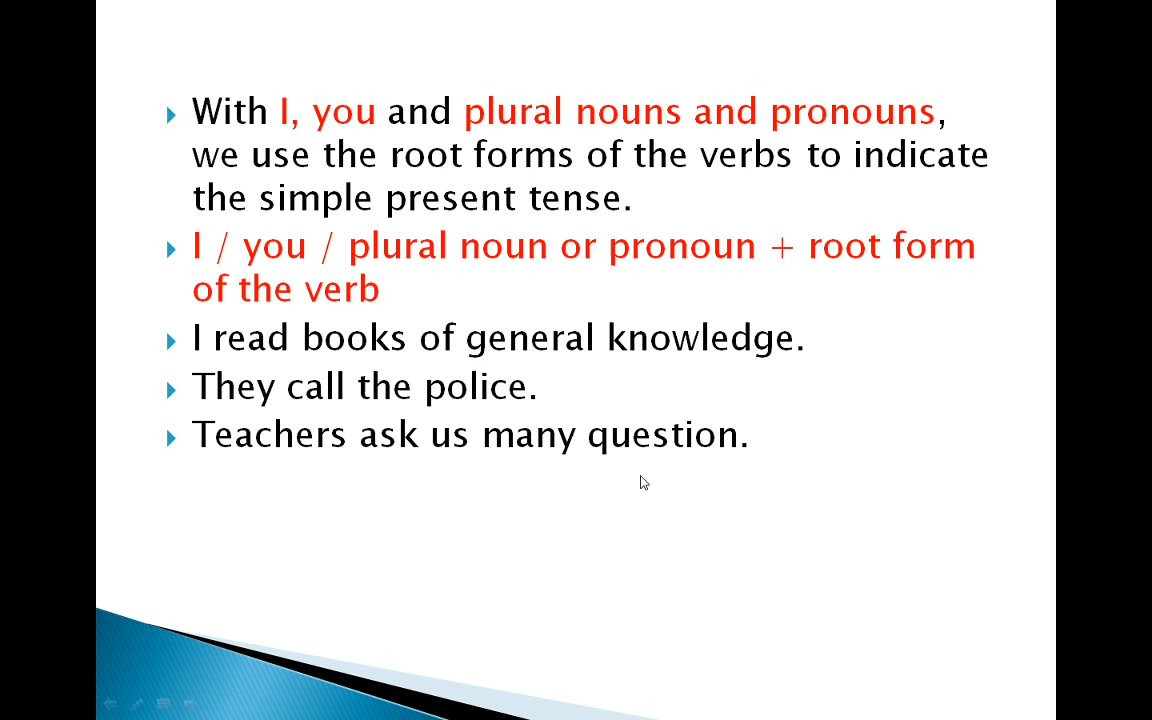 With I, you and plural nouns and pronouns,
we use the root forms of the verbs to indicate
the simple present tense.
I / you / plural noun or pronoun + root form
of the verb
I read books of general knowledge.
They call the police.
Teachers ask us many question.